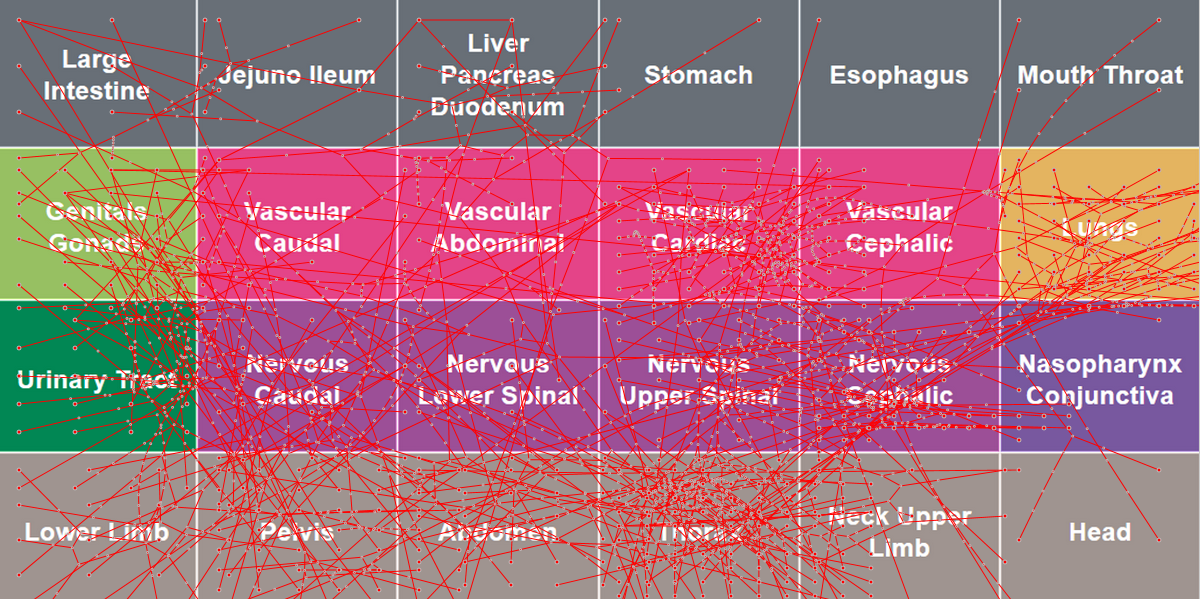 Large
Intestine
Jejuno Ileum
Liver
Pancreas
Duodenum
Stomach
Esophagus
Mouth Throat
Genitals
Gonads
Vascular
Caudal
Vascular
Abdominal
Vascular
Cardiac
Vascular
Cephalic
Lungs
Urinary Tract
Nervous
Caudal
Nervous
Lower Spinal
Nervous
Upper Spinal
Nervous
Cephalic
Nasopharynx
Conjunctiva
Lower Limb
Pelvis
Abdomen
Thorax
Neck Upper
Limb
Head